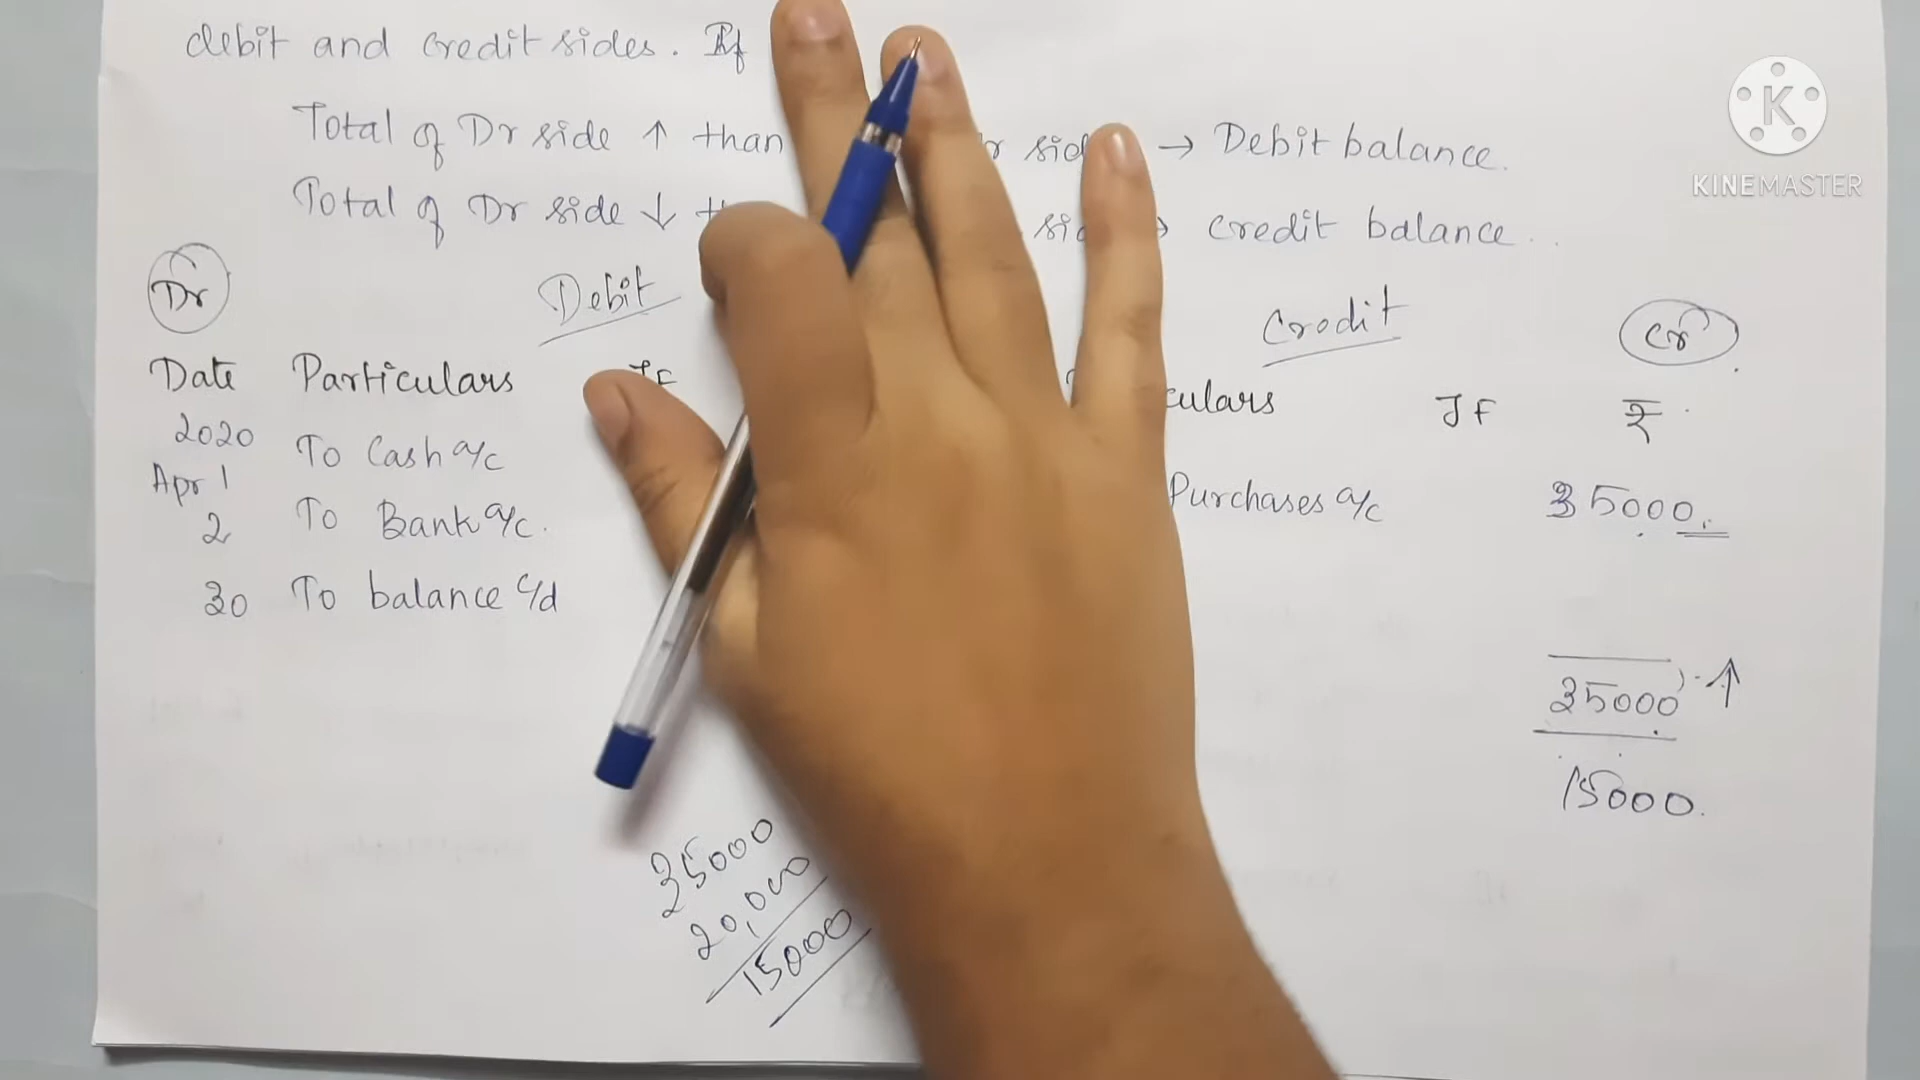 debit and credit sides. If
Total of Dr side ↑ than side → Debit balance.
Total of Dr side ↓ → credit balance..
Dr Debit Credit Cr
Date Particulars JF JF ₹
2020 To Cash a/c
Apr 1
2 To Bank a/c. Purchases a/c 35000.
30 To balance c/d
35000 ↑
15000.
35000
20,000
15000
K
KINEMASTER